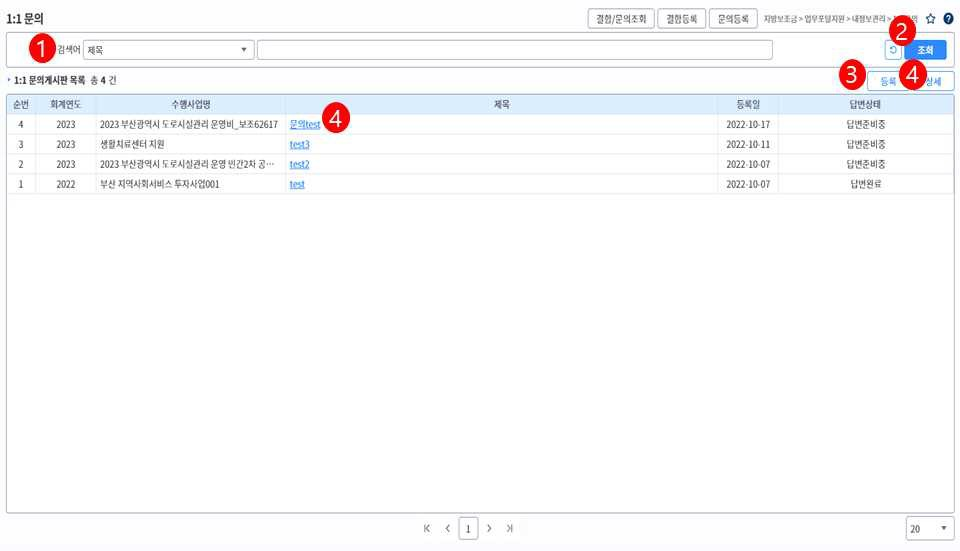 1:1 문의
결함/문의조회 결함등록 문의등록 지방보조금 > 업무포털지원 > 내정보관리 >
1 검색어 제목 2 조회
1:1 문의게시판 목록 총 4 건 3 등록 4 상세
순번 회계연도 수행사업명 제목 등록일 답변상태
4 2023 2023 부산광역시 도로시설관리 운영비_보조62617 문의test 4 2022-10-17 답변준비중
3 2023 생활치료센터 지원 test3 2022-10-11 답변준비중
2 2023 2023 부산광역시 도로시설관리 운영 민간2차 공… test2 2022-10-07 답변준비중
1 2022 부산 지역사회서비스 투자사업001 test 2022-10-07 답변완료
1 20